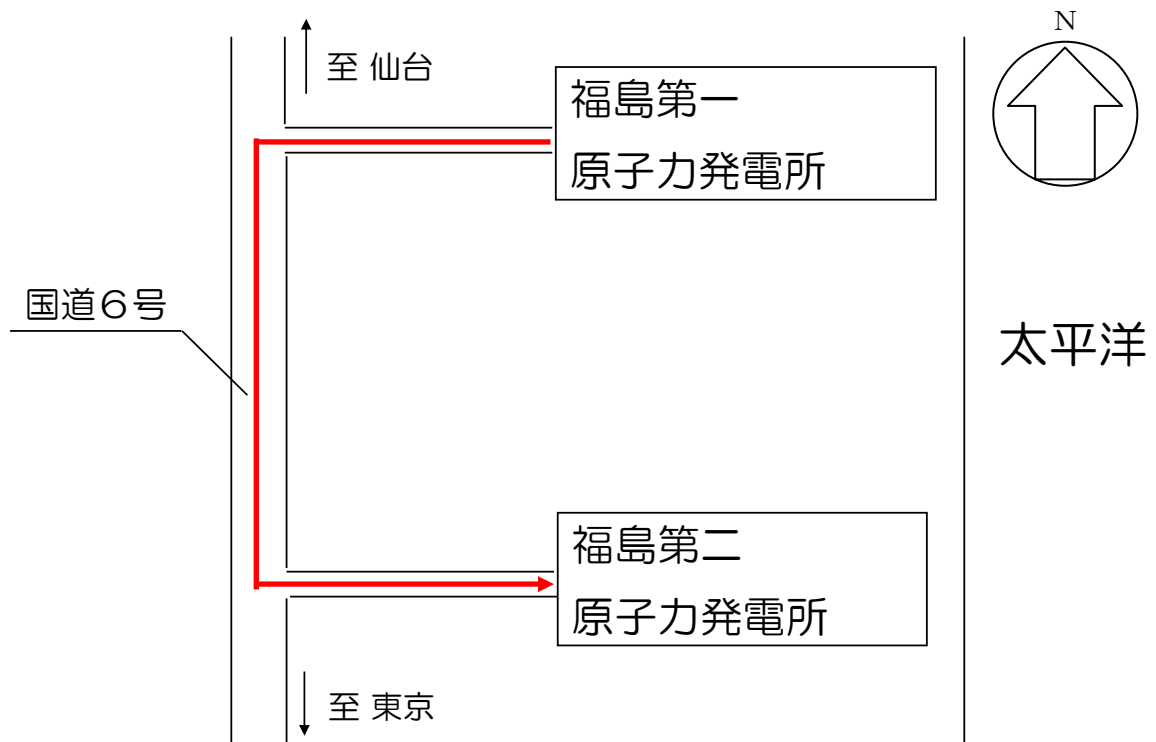 N
至 仙台
福島第一
原子力発電所
国道６号
太平洋
福島第二
原子力発電所
至 東京